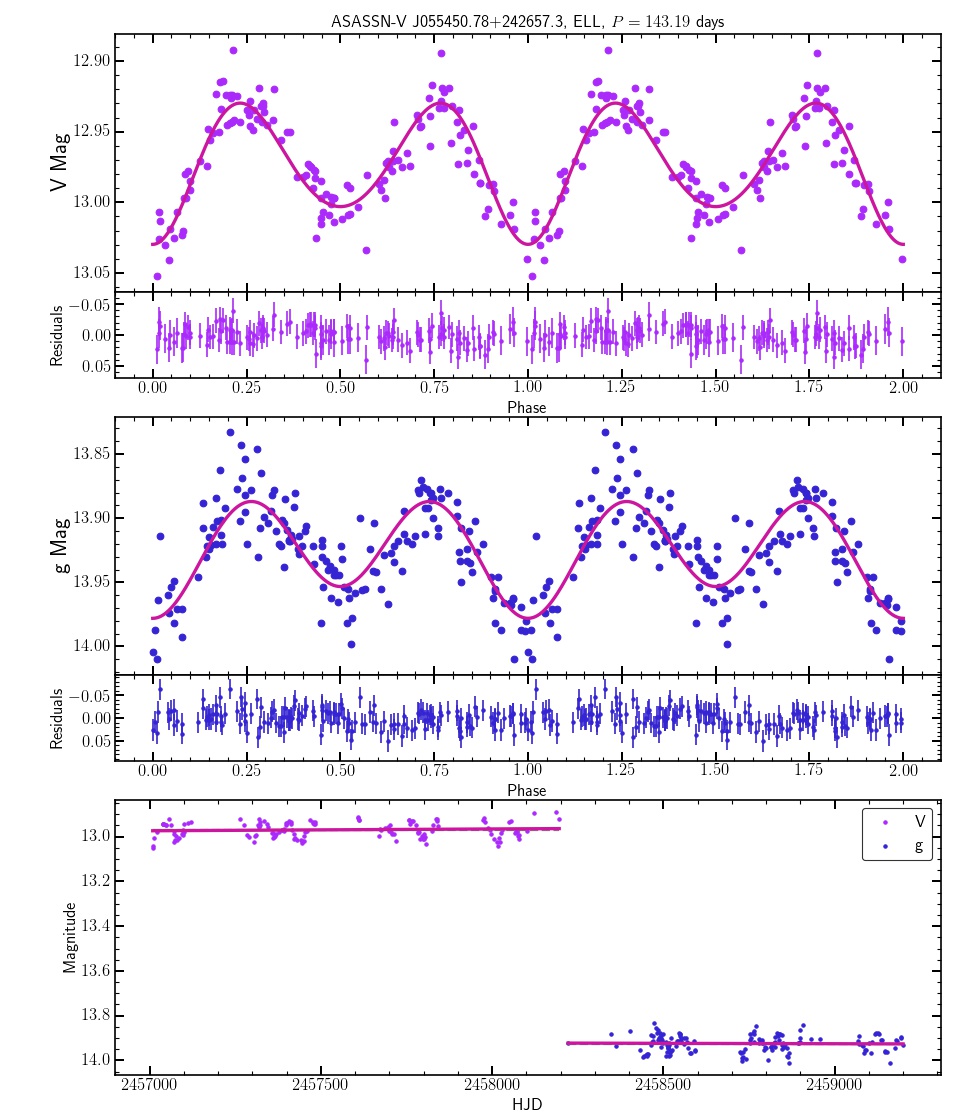 ASASSN-V J055450.78+242657.3, ELL, P = 143.19 days
12.90
12.95
13.00
13.05
V Mag
−0.05
0.00
0.05
Residuals
0.00 0.25 0.50 0.75 1.00 1.25 1.50 1.75 2.00
Phase
13.85
13.90
13.95
14.00
g Mag
−0.05
0.00
0.05
Residuals
0.00 0.25 0.50 0.75 1.00 1.25 1.50 1.75 2.00
Phase
V
g
13.0
13.2
13.4
13.6
13.8
14.0
Magnitude
2457000 2457500 2458000 2458500 2459000
HJD